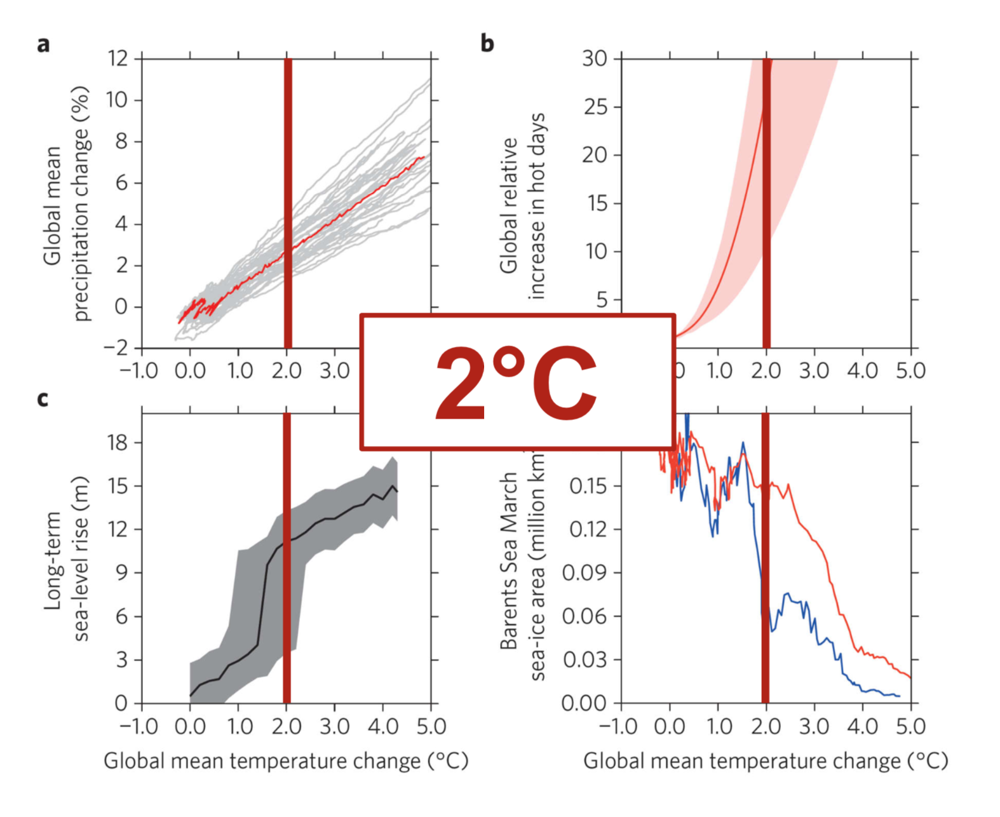 a
12
10
8
6
4
2
0
−2
−1.0 0.0 1.0 2.0 3.0
Global mean
precipitation change (%)
b
30
25
20
15
10
5
1.0 2.0 3.0 4.0 5.0
Global relative
increase in hot days
2°C
c
18
15
12
9
6
3
0
−1.0 0.0 1.0 2.0 3.0 4.0 5.0
Long-term
sea-level rise (m)
Global mean temperature change (°C)
0.15
0.12
0.09
0.06
0.03
0.00
−1.0 0.0 1.0 2.0 3.0 4.0 5.0
Barents Sea March
sea-ice area (million km
Global mean temperature change (°C)